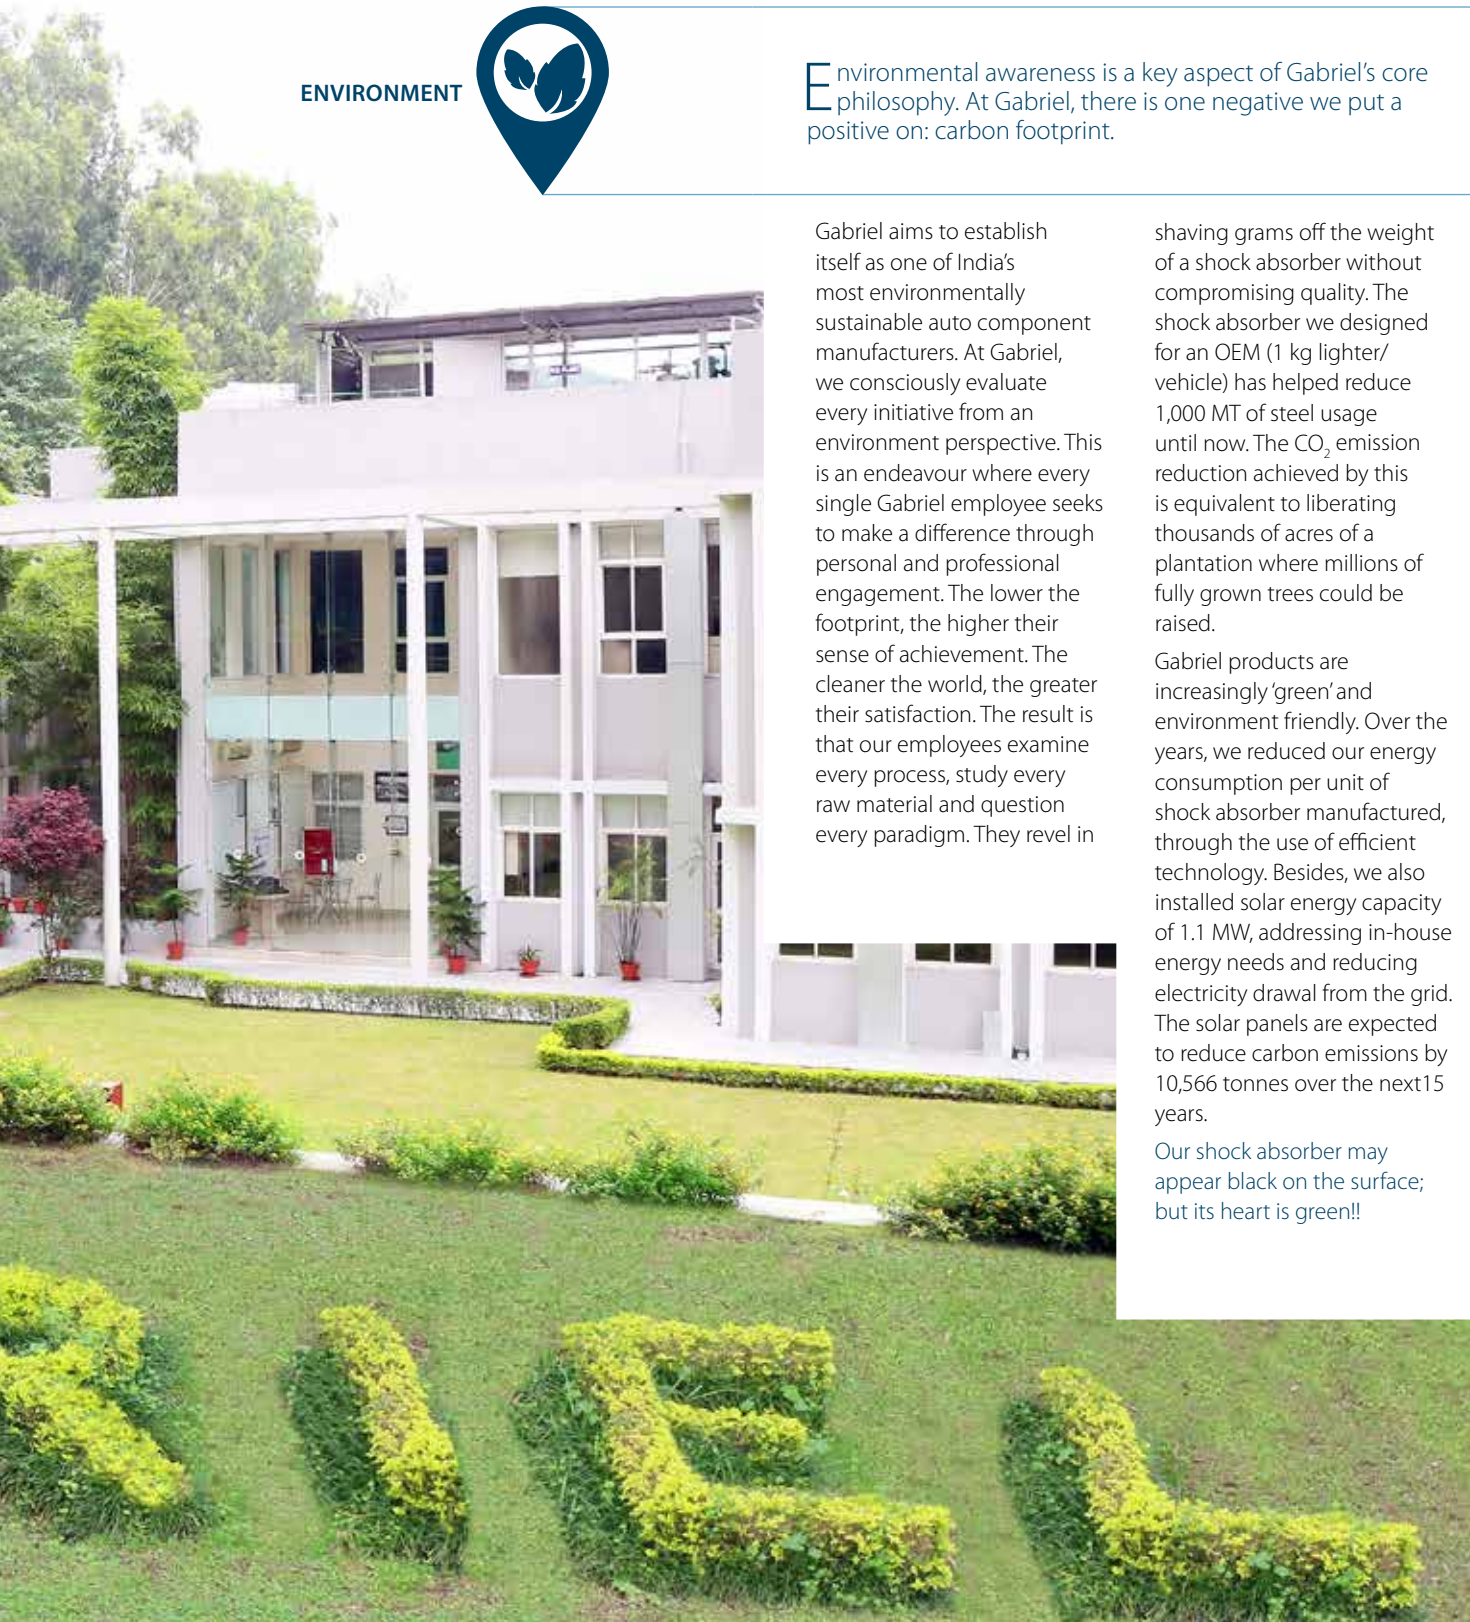 ENVIRONMENT
Environmental awareness is a key aspect of Gabriel’s core
philosophy. At Gabriel, there is one negative we put a
positive on: carbon footprint.
Gabriel aims to establish
itself as one of India’s
most environmentally
sustainable auto component
manufacturers. At Gabriel,
we consciously evaluate
every initiative from an
environment perspective. This
is an endeavour where every
single Gabriel employee seeks
to make a difference through
personal and professional
engagement. The lower the
footprint, the higher their
sense of achievement. The
cleaner the world, the greater
their satisfaction. The result is
that our employees examine
every process, study every
raw material and question
every paradigm. They revel in
shaving grams off the weight
of a shock absorber without
compromising quality. The
shock absorber we designed
for an OEM (1 kg lighter/
vehicle) has helped reduce
1,000 MT of steel usage
until now. The CO₂ emission
reduction achieved by this
is equivalent to liberating
thousands of acres of a
plantation where millions of
fully grown trees could be
raised.
Gabriel products are
increasingly ‘green’ and
environment friendly. Over the
years, we reduced our energy
consumption per unit of
shock absorber manufactured,
through the use of efficient
technology. Besides, we also
installed solar energy capacity
of 1.1 MW, addressing in-house
energy needs and reducing
electricity drawal from the grid.
The solar panels are expected
to reduce carbon emissions by
10,566 tonnes over the next15
years.
Our shock absorber may
appear black on the surface;
but its heart is green!!
RIEL